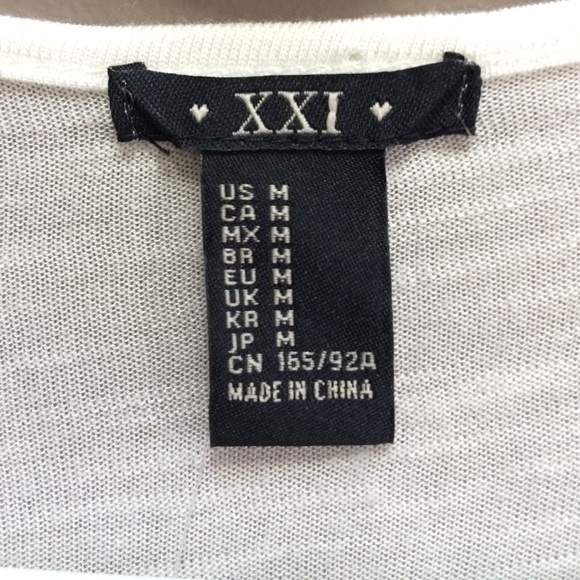 ♥ XXI ♥
US M
CA M
MX M
BR M
EU M
UK M
KR M
JP M
CN 165/92A
MADE IN CHINA